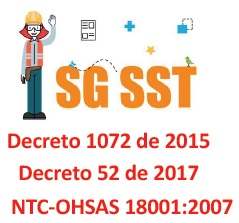 SG SST
Decreto 1072 de 2015
Decreto 52 de 2017
NTC-OHSAS 18001:2007